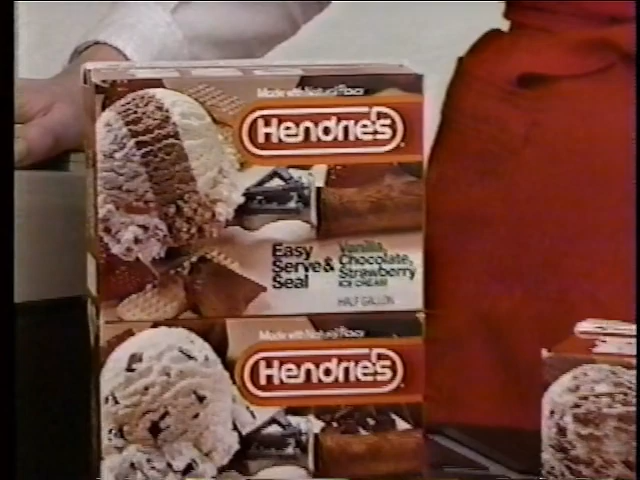 Made with Natural Flavor
Hendrie's
Easy
Serve &
Seal
Vanilla,
Chocolate,
Strawberry
ICE CREAM
HALF GALLON
Made with Natural Flavor
Hendrie's